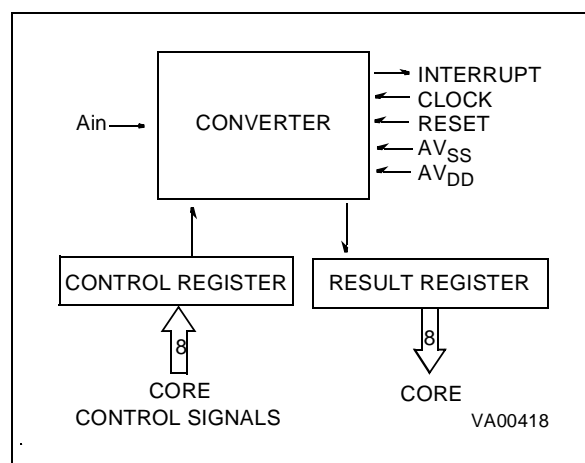 INTERRUPT
CLOCK
Ain
CONVERTER
RESET
AVSS
AVDD
CONTROL REGISTER
RESULT REGISTER
8
8
CORE
CONTROL SIGNALS
CORE
VA00418